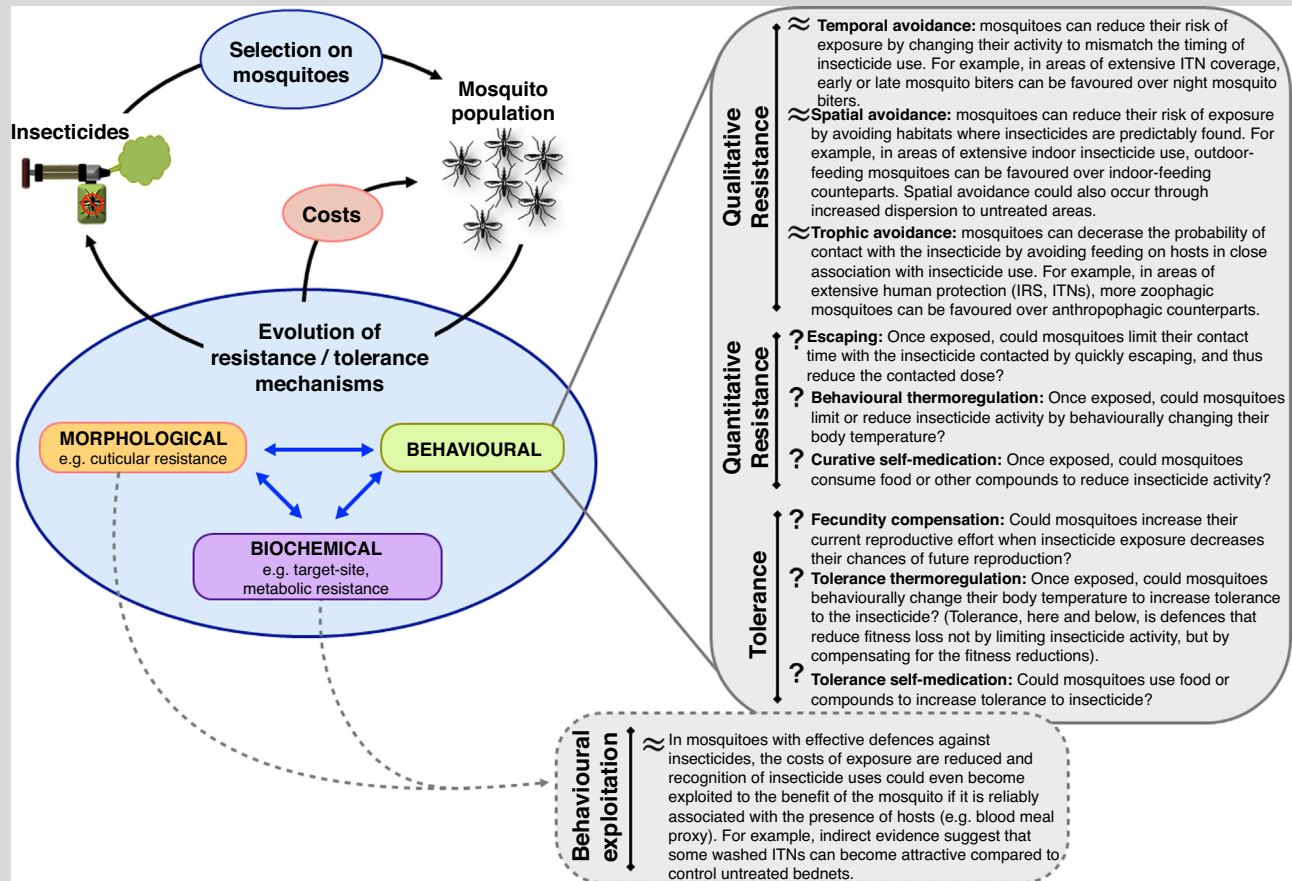 Selection on
mosquitoes
Insecticides
Mosquito
population
Costs
Evolution of
resistance / tolerance
mechanisms
MORPHOLOGICAL
e.g. cuticular resistance
BEHAVIOURAL
BIOCHEMICAL
e.g. target-site,
metabolic resistance
Qualitative
Resistance
≈ Temporal avoidance: mosquitoes can reduce their risk of
exposure by changing their activity to mismatch the timing of
insecticide use. For example, in areas of extensive ITN coverage,
early or late mosquito biters can be favoured over night mosquito
biters.
≈ Spatial avoidance: mosquitoes can reduce their risk of exposure
by avoiding habitats where insecticides are predictably found. For
example, in areas of extensive indoor insecticide use, outdoor-
feeding mosquitoes can be favoured over indoor-feeding
counteparts. Spatial avoidance could also occur through
increased dispersion to untreated areas.
≈ Trophic avoidance: mosquitoes can decerase the probability of
contact with the insecticide by avoiding feeding on hosts in close
association with insecticide use. For example, in areas of
extensive human protection (IRS, ITNs), more zoophagic
mosquitoes can be favoured over anthropophagic counterparts.
Quantitative
Resistance
? Escaping: Once exposed, could mosquitoes limit their contact
time with the insecticide contacted by quickly escaping, and thus
reduce the contacted dose?
? Behavioural thermoregulation: Once exposed, could mosquitoes
limit or reduce insecticide activity by behaviourally changing their
body temperature?
? Curative self-medication: Once exposed, could mosquitoes
consume food or other compounds to reduce insecticide activity?
Tolerance
? Fecundity compensation: Could mosquitoes increase their
current reproductive effort when insecticide exposure decreases
their chances of future reproduction?
? Tolerance thermoregulation: Once exposed, could mosquitoes
behaviourally change their body temperature to increase tolerance
to the insecticide? (Tolerance, here and below, is defences that
reduce fitness loss not by limiting insecticide activity, but by
compensating for the fitness reductions).
? Tolerance self-medication: Could mosquitoes use food or
compounds to increase tolerance to insecticide?
Behavioural
exploitation
≈ In mosquitoes with effective defences against
insecticides, the costs of exposure are reduced and
recognition of insecticide uses could even become
exploited to the benefit of the mosquito if it is reliably
associated with the presence of hosts (e.g. blood meal
proxy). For example, indirect evidence suggest that
some washed ITNs can become attractive compared to
control untreated bednets.